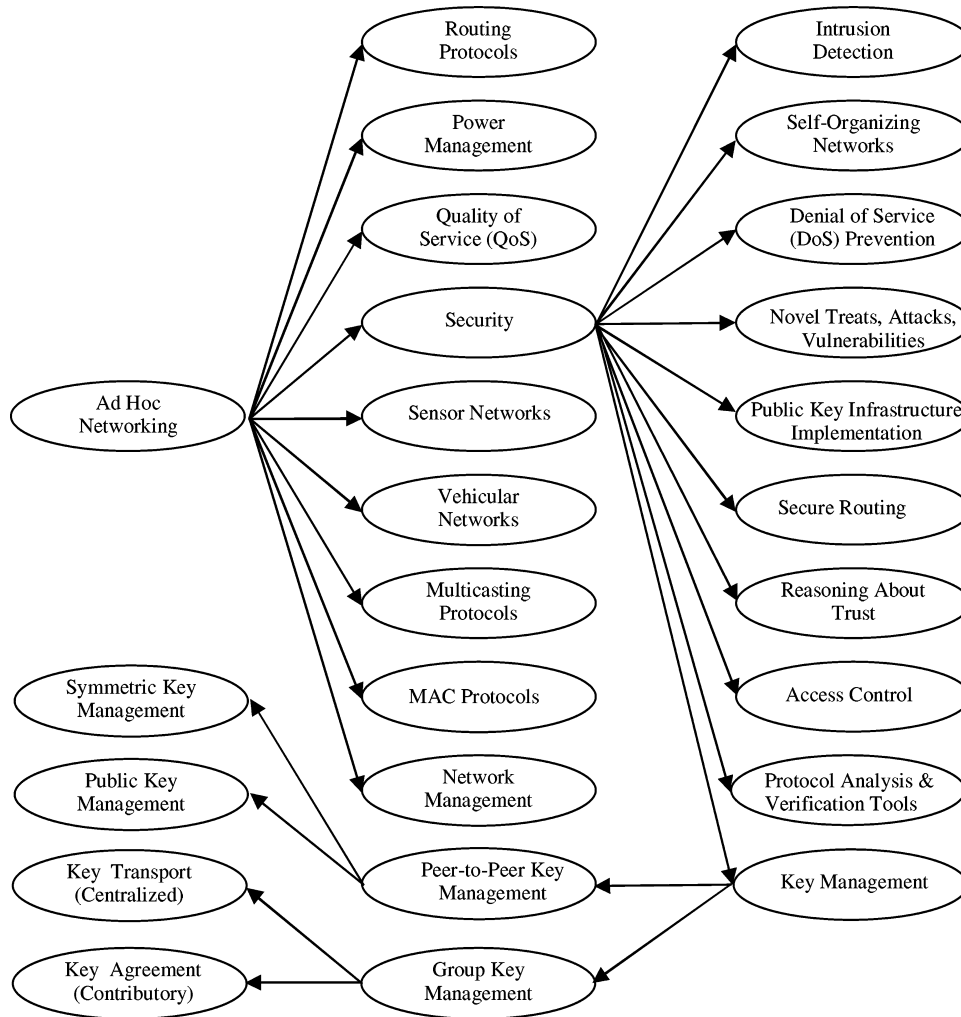 Routing
Protocols
Power
Management
Quality of
Service (QoS)
Security
Ad Hoc
Networking
Sensor Networks
Vehicular
Networks
Multicasting
Protocols
MAC Protocols
Network
Management
Intrusion
Detection
Self-Organizing
Networks
Denial of Service
(DoS) Prevention
Novel Treats, Attacks,
Vulnerabilities
Public Key Infrastructure
Implementation
Secure Routing
Reasoning About
Trust
Access Control
Protocol Analysis &
Verification Tools
Key Management
Peer-to-Peer Key
Management
Group Key
Management
Symmetric Key
Management
Public Key
Management
Key Transport
(Centralized)
Key Agreement
(Contributory)